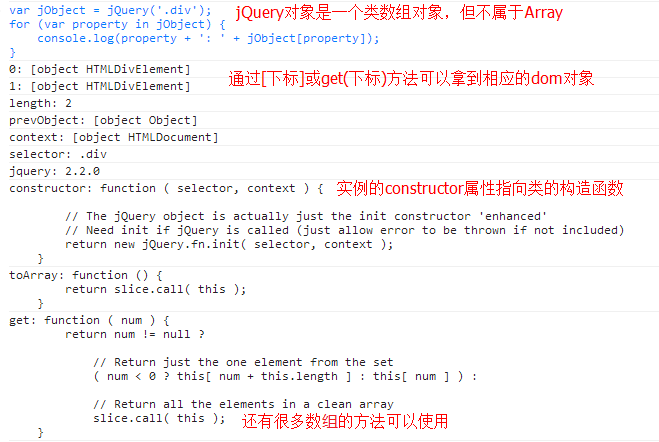 var jObject = jQuery('.div'); jQuery对象是一个类数组对象，但不属于Array
for (var property in jObject) {
    console.log(property + ': ' + jObject[property]);
}
0: [object HTMLDivElement]
1: [object HTMLDivElement] 通过[下标]或get(下标)方法可以拿到相应的dom对象
length: 2
prevObject: [object Object]
context: [object HTMLDocument]
selector: .div
jquery: 2.2.0
constructor: function ( selector, context ) { 实例的constructor属性指向类的构造函数
        // The jQuery object is actually just the init constructor 'enhanced'
        // Need init if jQuery is called (just allow error to be thrown if not included)
        return new jQuery.fn.init( selector, context );
    }
toArray: function () {
        return slice.call( this );
    }
get: function ( num ) {
        return num != null ?
            // Return just the one element from the set
            ( num < 0 ? this[ num + this.length ] : this[ num ] ) :
            // Return all the elements in a clean array
            slice.call( this ); 还有很多数组的方法可以使用
    }